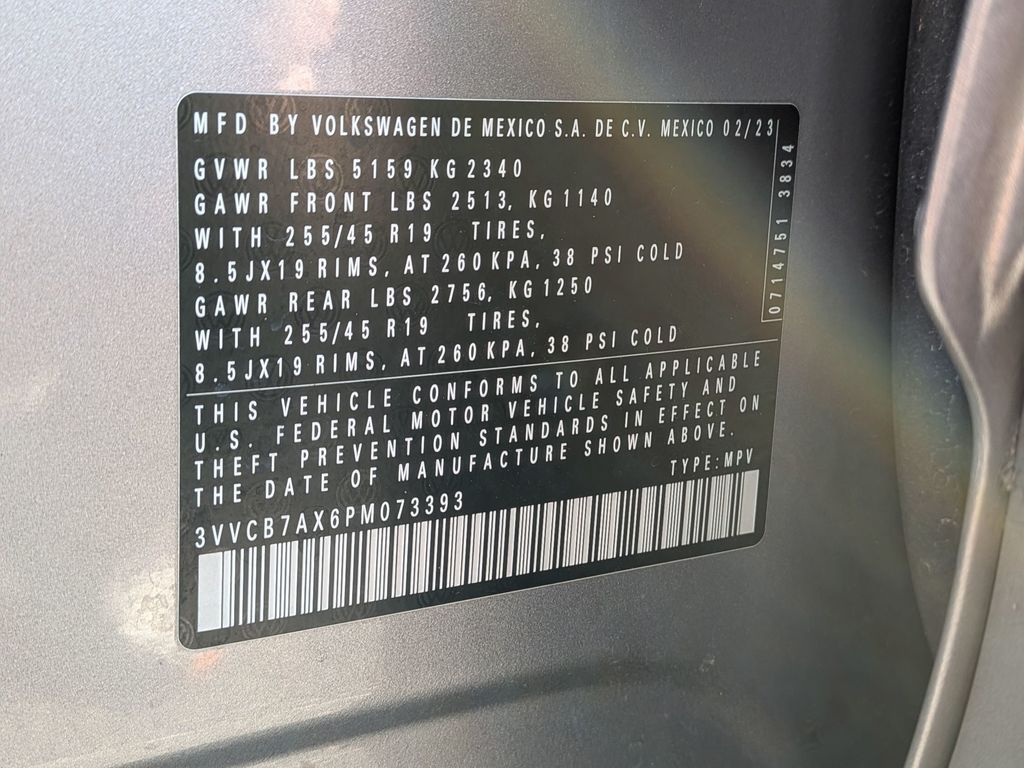 MFD BY VOLKSWAGEN DE MEXICO S.A. DE C.V. MEXICO 02/23
GVWR LBS 5159 KG 2340
GAWR FRONT LBS 2513, KG 1140
WITH 255/45 R19 TIRES,
8.5JX19 RIMS, AT 260 KPA, 38 PSI COLD
GAWR REAR LBS 2756, KG 1250
WITH 255/45 R19 TIRES,
8.5JX19 RIMS, AT 260 KPA, 38 PSI COLD
0714751 3834
THIS VEHICLE CONFORMS TO ALL APPLICABLE
U.S. FEDERAL MOTOR VEHICLE SAFETY AND
THEFT PREVENTION STANDARDS IN EFFECT ON
THE DATE OF MANUFACTURE SHOWN ABOVE.
3VVCB7AX6PM073393 TYPE: MPV